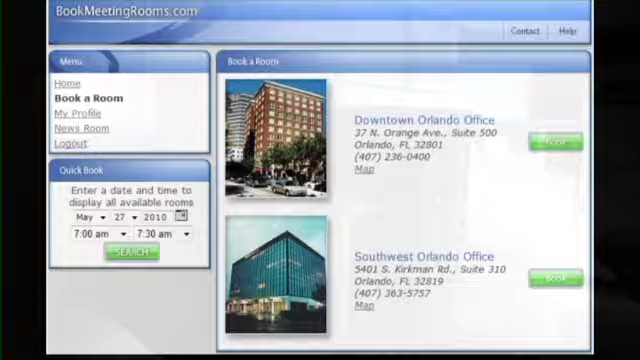 BookMeetingRooms.com
Contact
Help
Menu
Home
Book a Room
My Profile
News Room
Logout
Quick Book
Enter a date and time to
display all available rooms
May 27 2010
7:00 am 7:30 am
SEARCH
Book a Room
Downtown Orlando Office
37 N. Orange Ave., Suite 500
Orlando, FL 32801
(407) 236-0400
Map
Book
Southwest Orlando Office
5401 S. Kirkman Rd., Suite 310
Orlando, FL 32819
(407) 363-5757
Map
Book